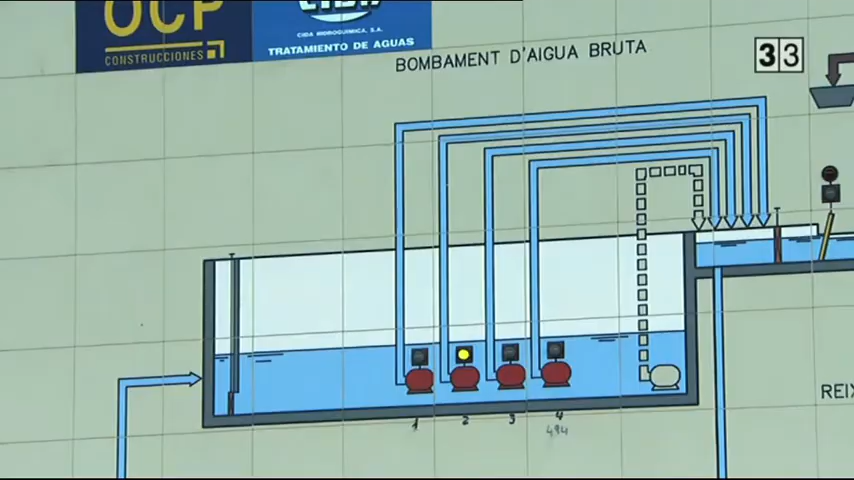 OCP
CONSTRUCCIONES
CIDA HIDROQUIMICA, S.A.
TRATAMIENTO DE AGUAS
BOMBAMENT D'AIGUA BRUTA
33
REIX
1
2
3
4
494